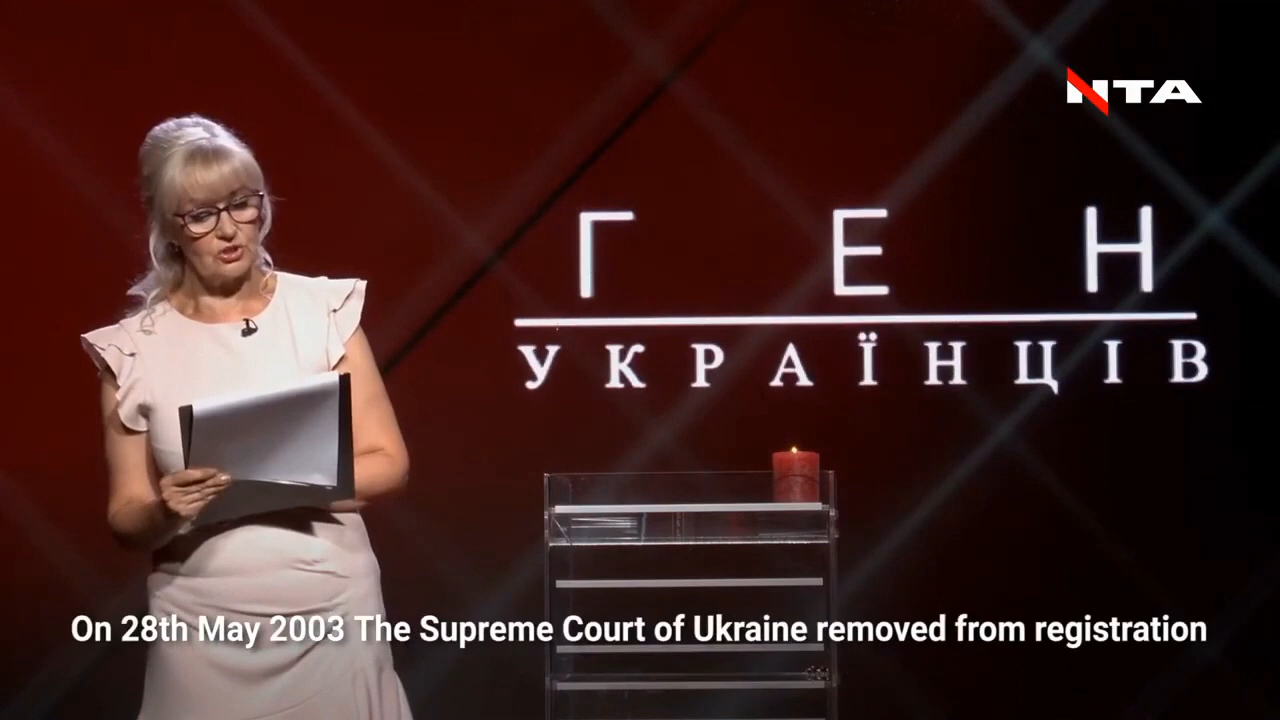 NTA
ГЕН
УКРАЇНЦІВ
On 28th May 2003 The Supreme Court of Ukraine removed from registration